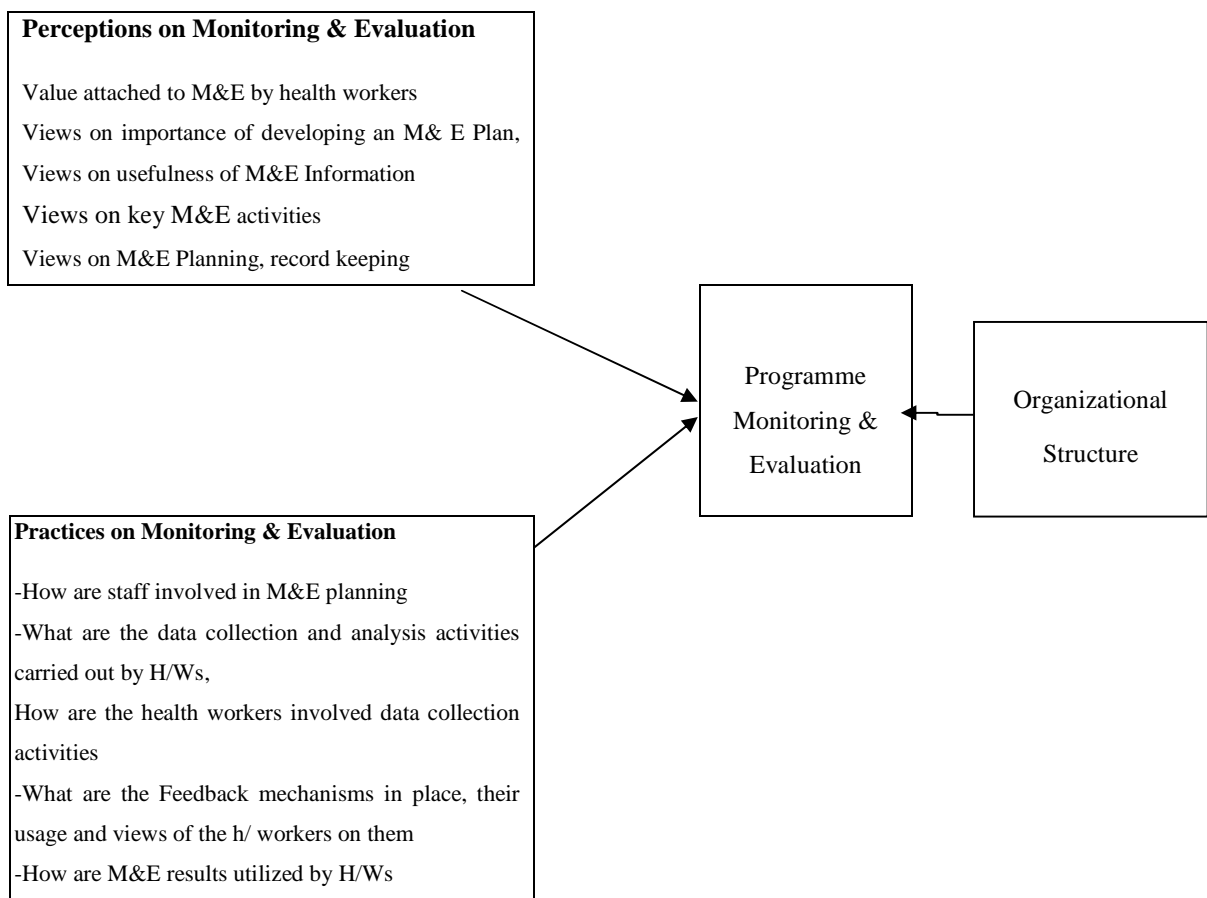 Perceptions on Monitoring & Evaluation
Value attached to M&E by health workers
Views on importance of developing an M& E Plan,
Views on usefulness of M&E Information
Views on key M&E activities
Views on M&E Planning, record keeping
Programme
Monitoring &
Evaluation
Organizational
Structure
Practices on Monitoring & Evaluation
-How are staff involved in M&E planning
-What are the data collection and analysis activities
carried out by H/Ws,
How are the health workers involved data collection
activities
-What are the Feedback mechanisms in place, their
usage and views of the h/ workers on them
-How are M&E results utilized by H/Ws